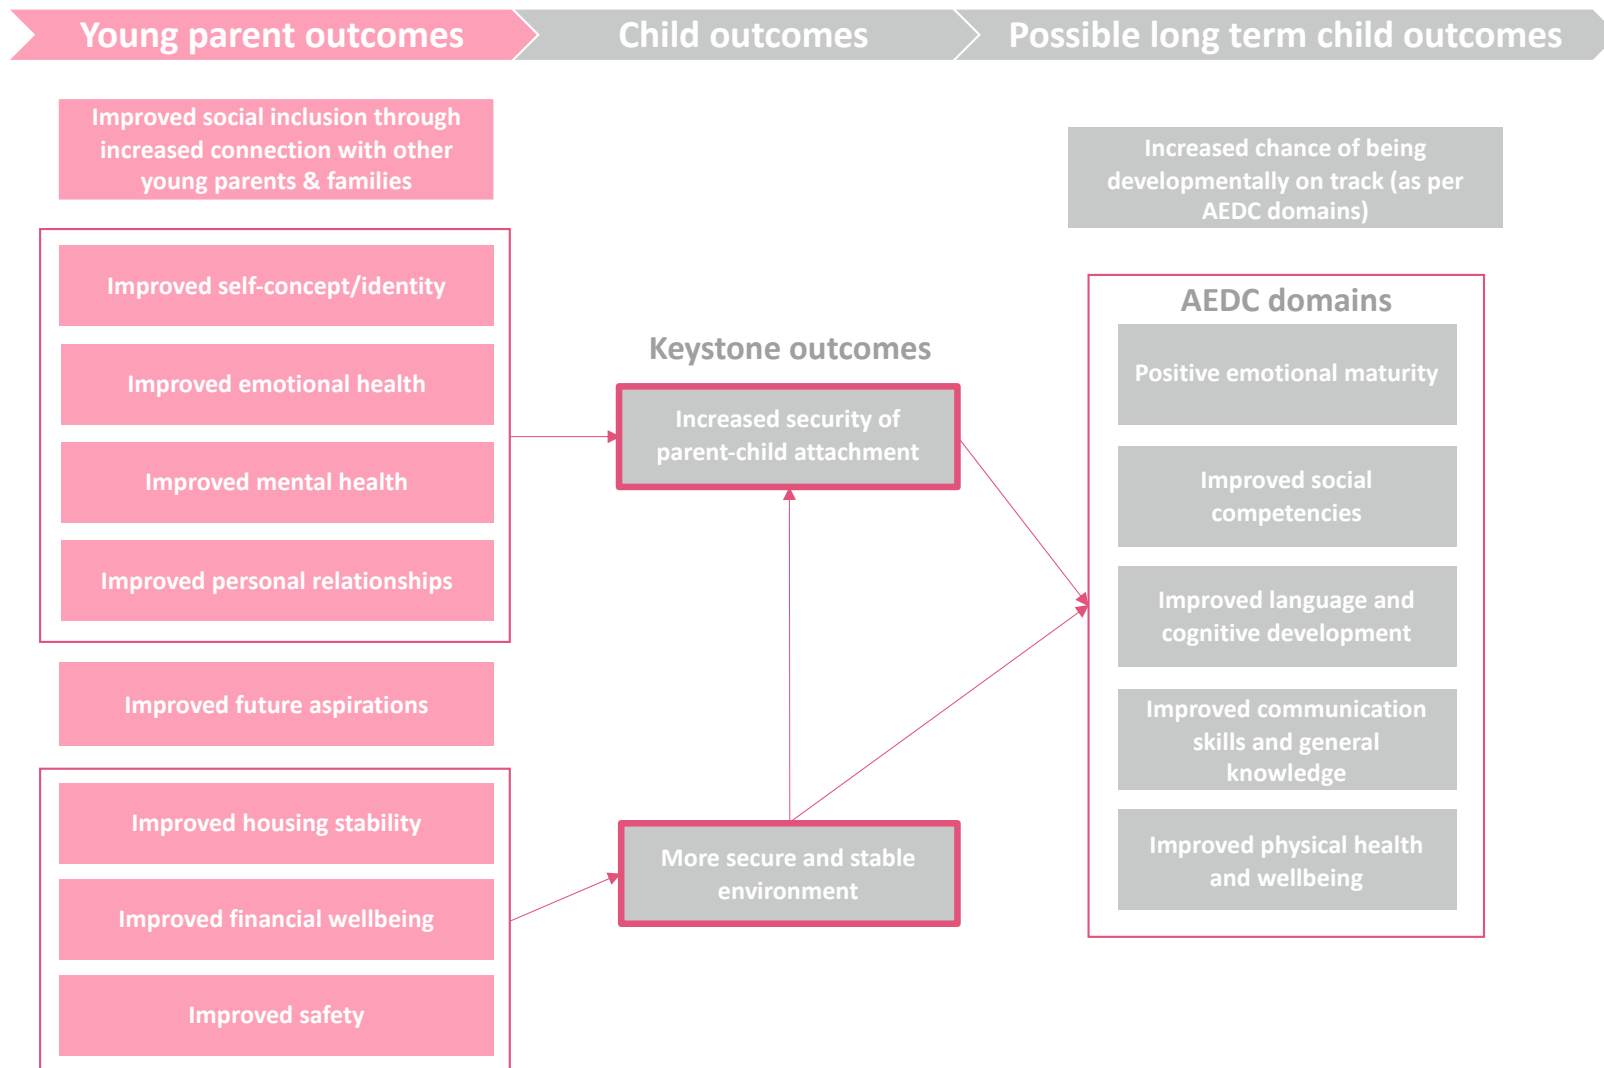 Young parent outcomes
Child outcomes
Possible long term child outcomes
Improved social inclusion through
increased connection with other
young parents & families
Improved self-concept/identity
Improved emotional health
Improved mental health
Improved personal relationships
Improved future aspirations
Improved housing stability
Improved financial wellbeing
Improved safety
Keystone outcomes
Increased security of
parent-child attachment
More secure and stable
environment
Increased chance of being
developmentally on track (as per
AEDC domains)
AEDC domains
Positive emotional maturity
Improved social
competencies
Improved language and
cognitive development
Improved communication
skills and general
knowledge
Improved physical health
and wellbeing